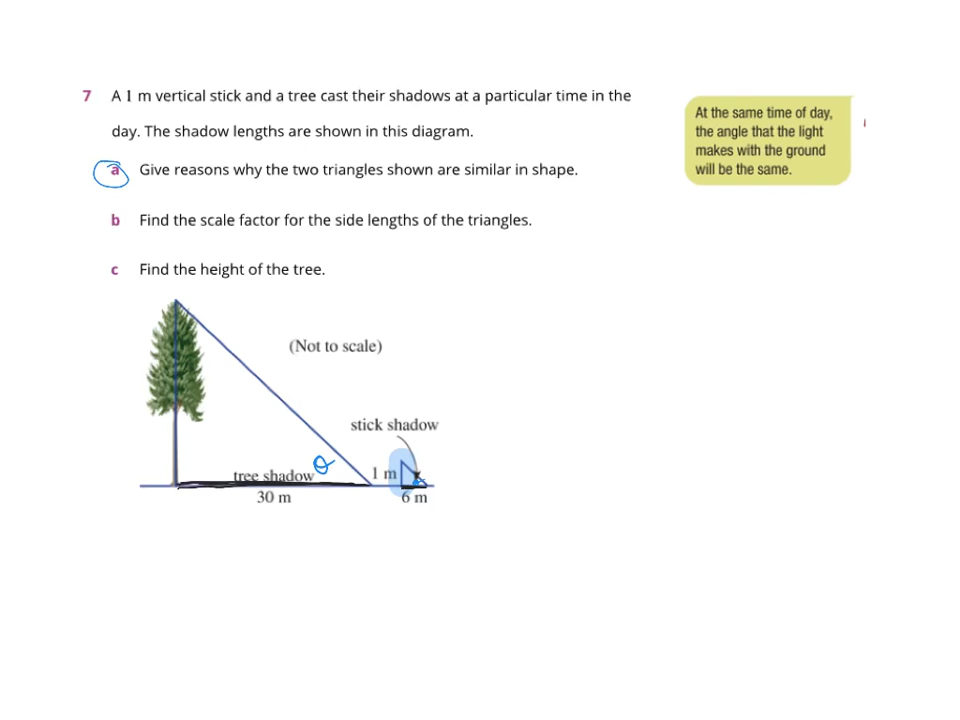 7 A 1 m vertical stick and a tree cast their shadows at a particular time in the
day. The shadow lengths are shown in this diagram.
a Give reasons why the two triangles shown are similar in shape.
b Find the scale factor for the side lengths of the triangles.
c Find the height of the tree.
At the same time of day,
the angle that the light
makes with the ground
will be the same.
(Not to scale)
stick shadow
tree shadow
θ
1 m
30 m
6 m